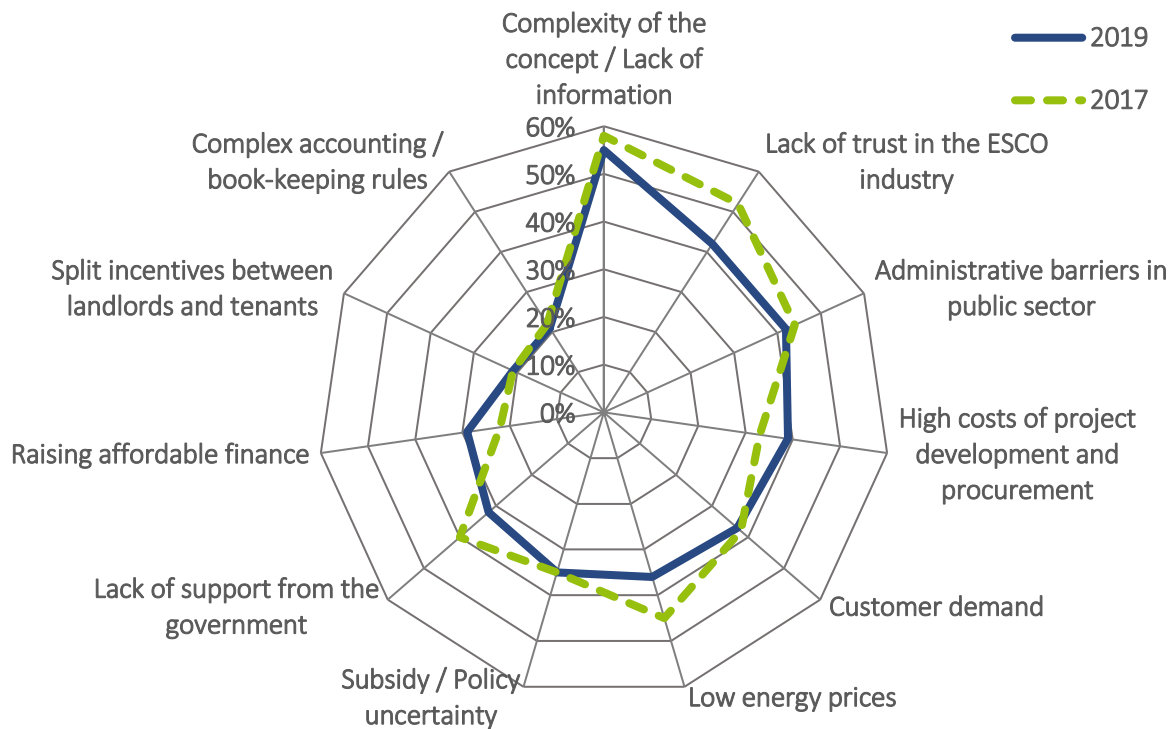 Complexity of the
concept / Lack of
information
2019
2017
Lack of trust in the ESCO
industry
Administrative barriers in
public sector
High costs of project
development and
procurement
Customer demand
Low energy prices
Subsidy / Policy
uncertainty
Lack of support from the
government
Raising affordable finance
Split incentives between
landlords and tenants
Complex accounting /
book-keeping rules
60%
50%
40%
30%
20%
10%
0%